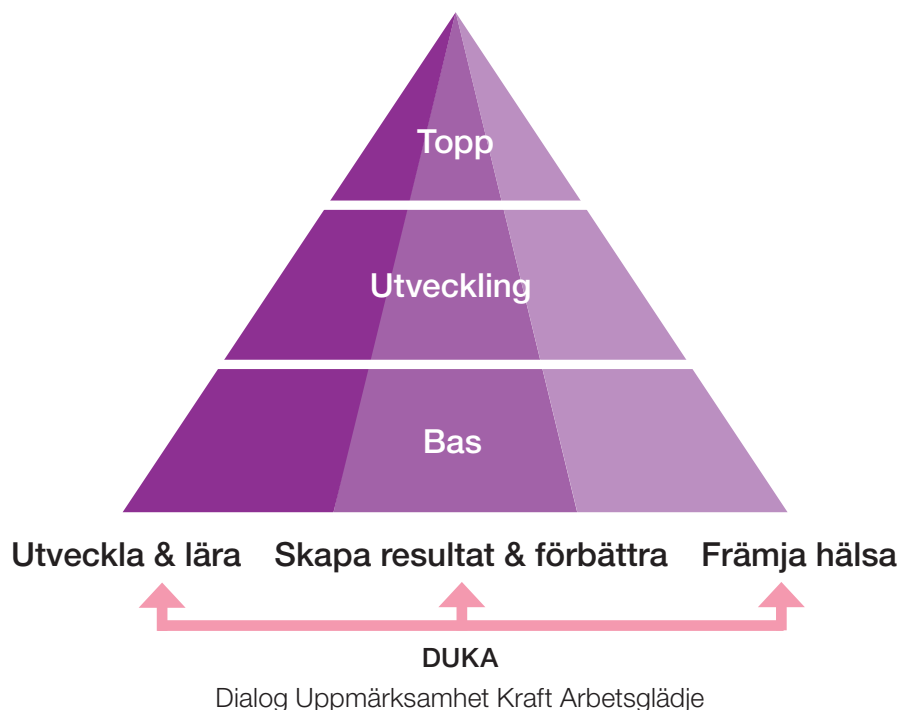 Topp
Utveckling
Bas
Utveckla & lära Skapa resultat & förbättra Främja hälsa
DUKA
Dialog Uppmärksamhet Kraft Arbetsglädje